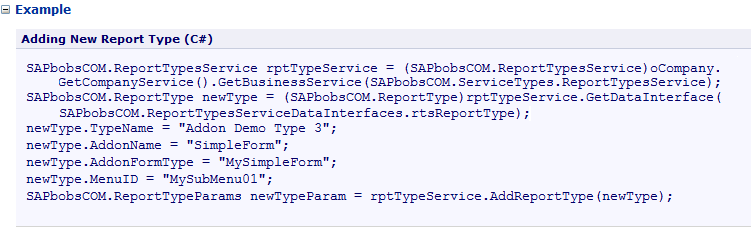 Example
Adding New Report Type (C#)
SAPbobsCOM.ReportTypesService rptTypeService = (SAPbobsCOM.ReportTypesService)oCompany.
GetCompanyService().GetBusinessService(SAPbobsCOM.ServiceTypes.ReportTypesService);
SAPbobsCOM.ReportType newType = (SAPbobsCOM.ReportType)rptTypeService.GetDataInterface(
SAPbobsCOM.ReportTypesServiceDataInterfaces.rtsReportType);
newType.TypeName = "Addon Demo Type 3";
newType.AddonName = "SimpleForm";
newType.AddonFormType = "MySimpleForm";
newType.MenuID = "MySubMenu01";
SAPbobsCOM.ReportTypeParams newTypeParam = rptTypeService.AddReportType(newType);